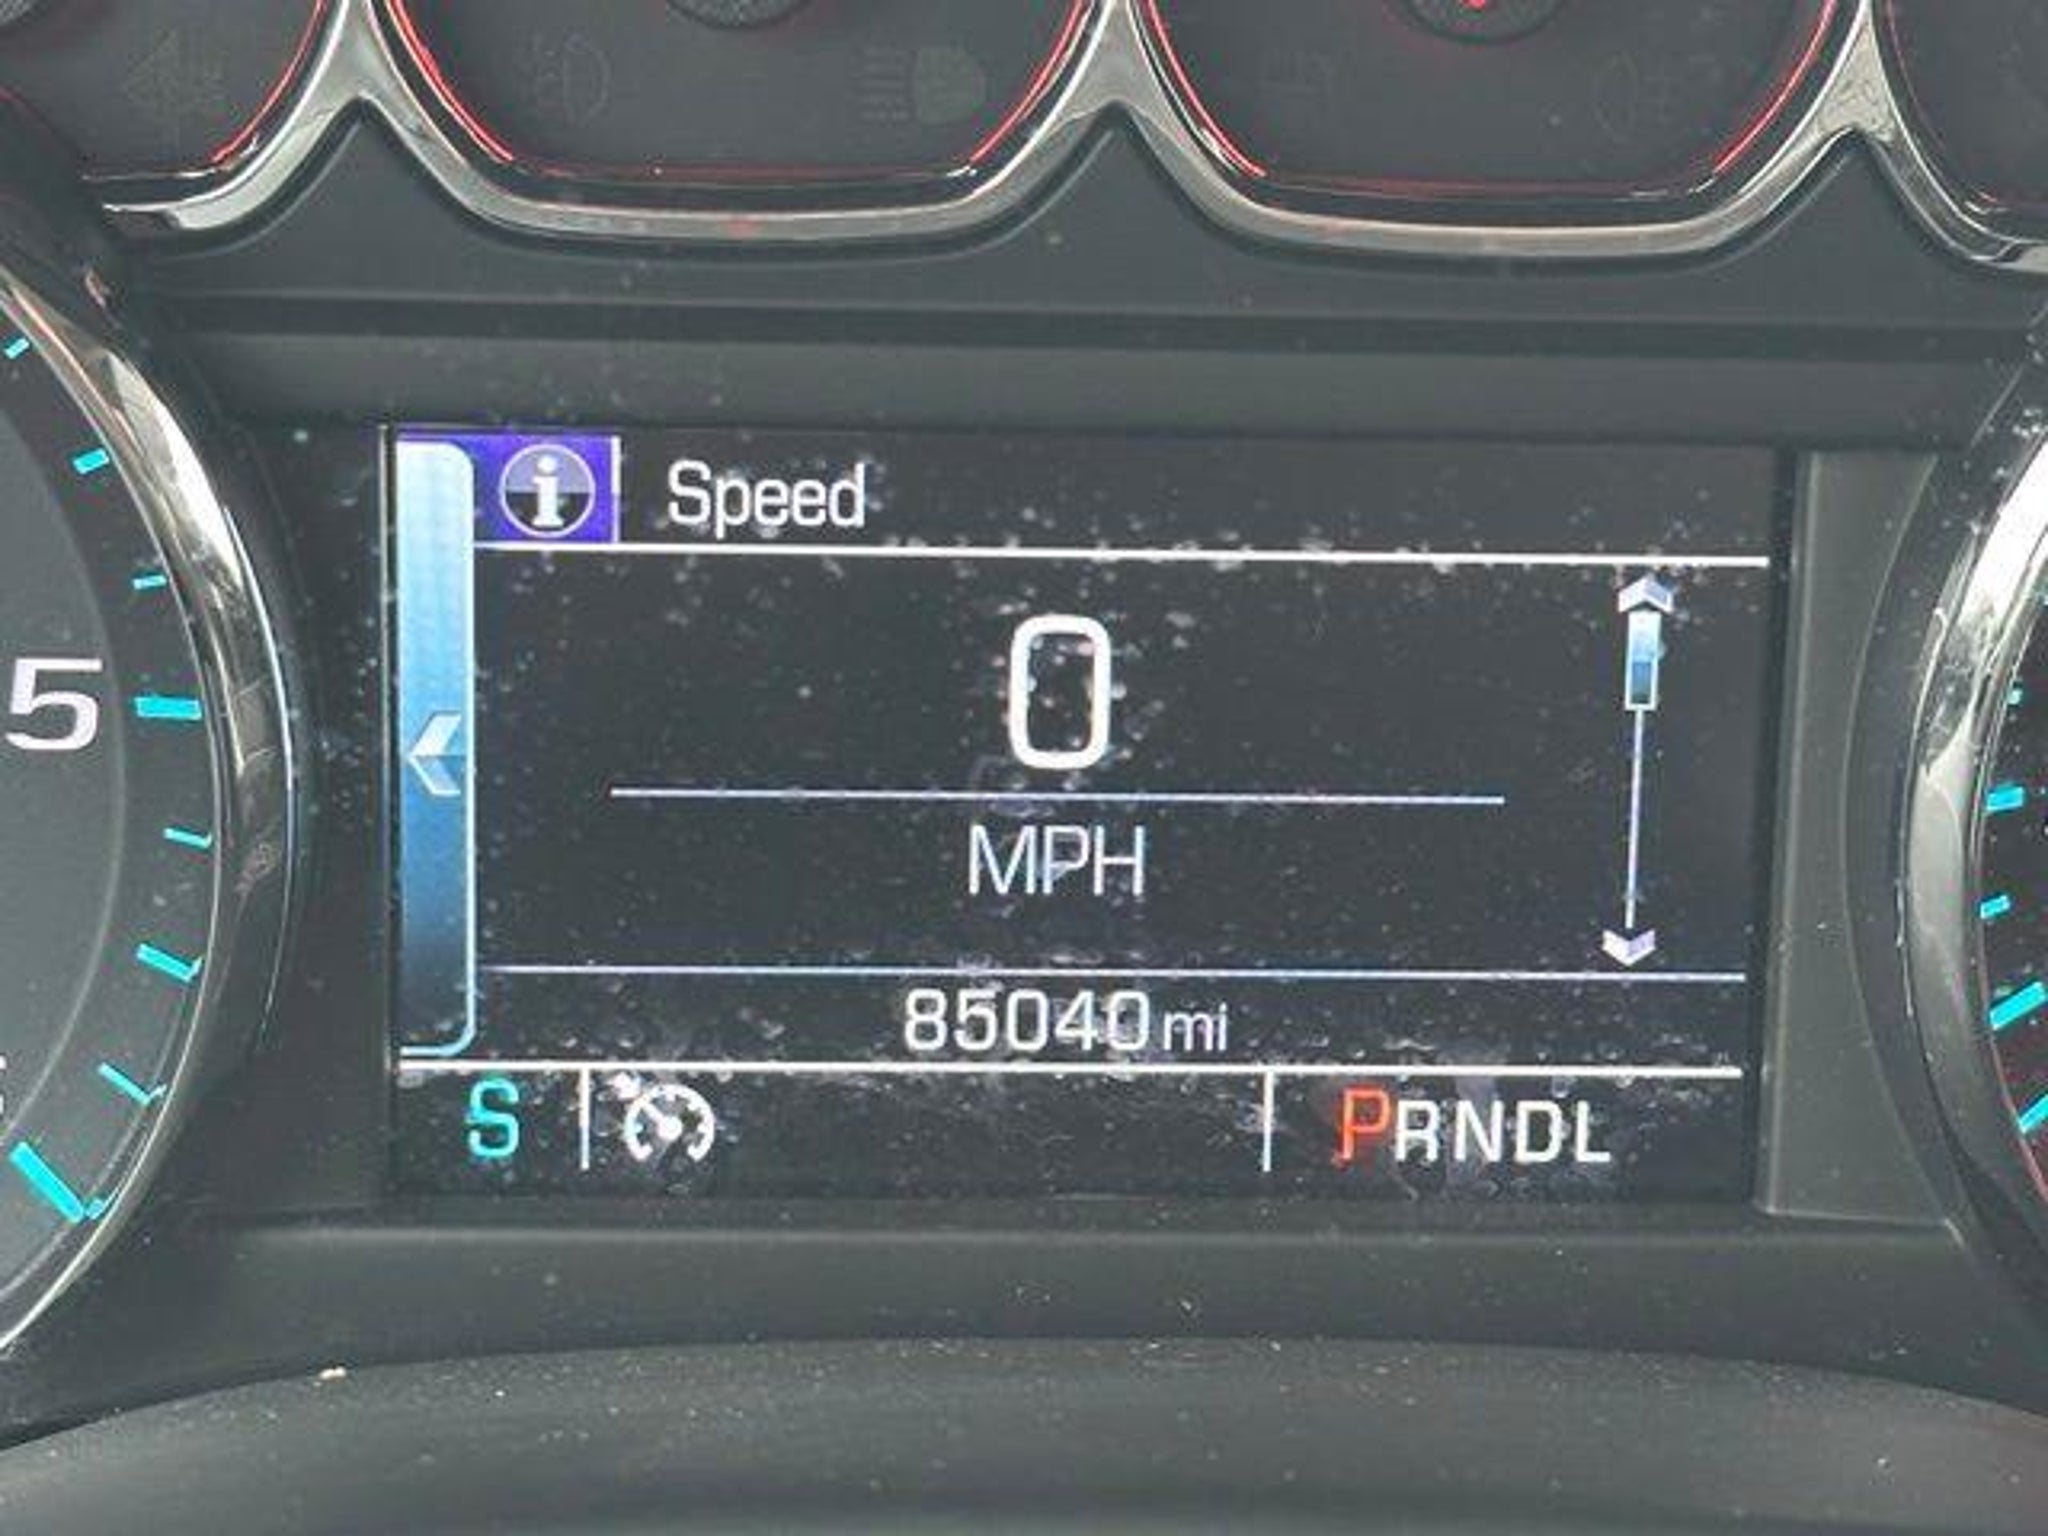 Speed
0
5
MPH
85040 mi
S
PRNDL